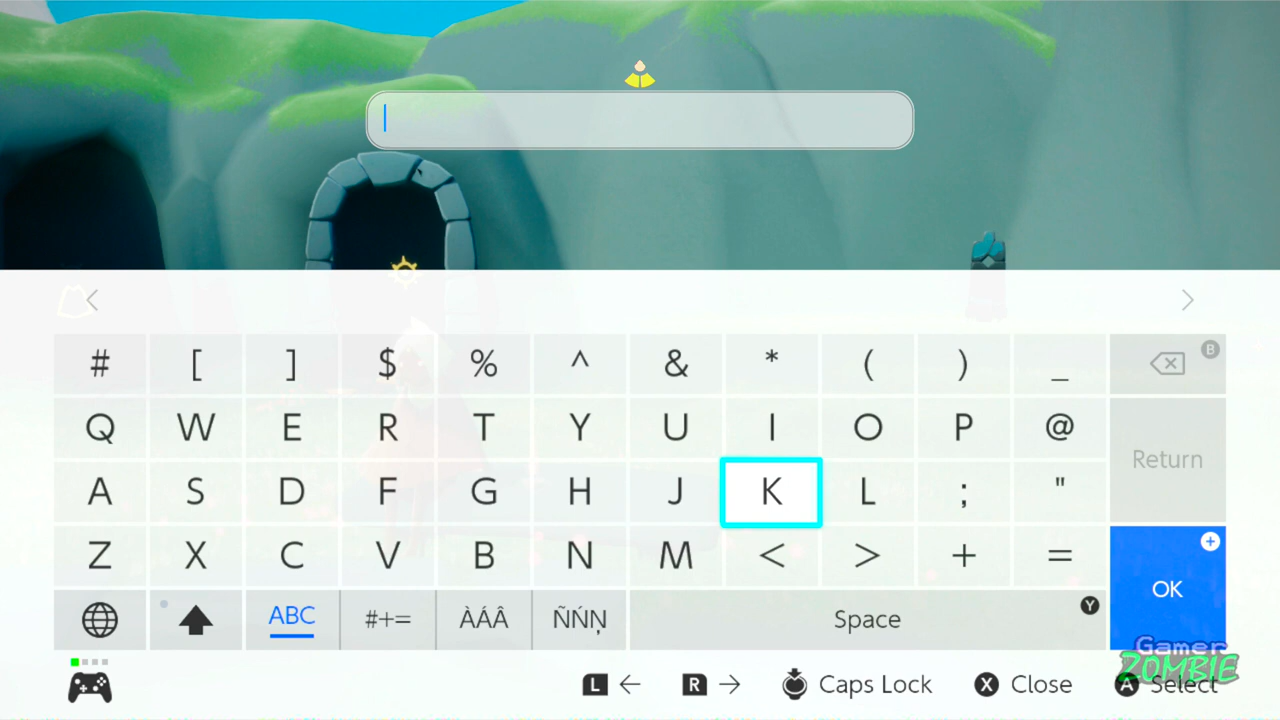 # [ ] $ % ^ & * ( ) _ B
Q W E R T Y U I O P @ Return
A S D F G H J K L ; "
Z X C V B N M < > + = + OK
ABC #+= ÀÁÂ ÑŃŅ Space Y
Gamer
ZOMBIE
L ← R → Caps Lock X Close A Select